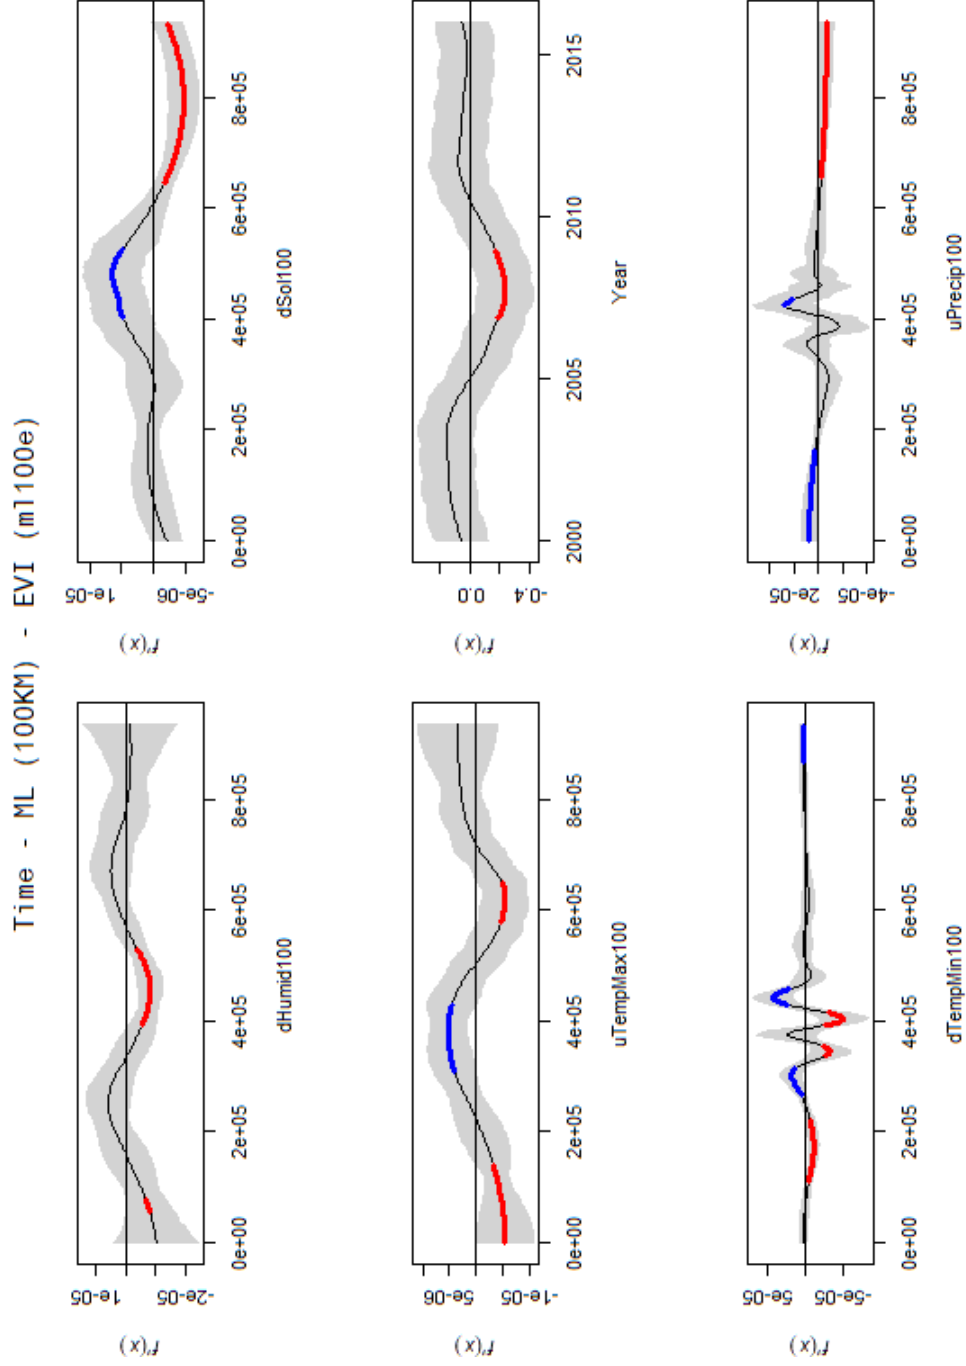 Time - ML (100KM) - EVI (ml100e)
f'(x)
1e-05
-2e-05
0e+00 2e+05 4e+05 6e+05 8e+05
dHumid100
f'(x)
1e-05
-5e-06
0e+00 2e+05 4e+05 6e+05 8e+05
dSol100
f'(x)
5e-06
-1e-05
0e+00 2e+05 4e+05 6e+05 8e+05
uTempMax100
f'(x)
0.0
-0.4
2000 2005 2010 2015
Year
f'(x)
5e-05
-5e-05
0e+00 2e+05 4e+05 6e+05 8e+05
dTempMin100
f'(x)
2e-05
-4e-05
0e+00 2e+05 4e+05 6e+05 8e+05
uPrecip100